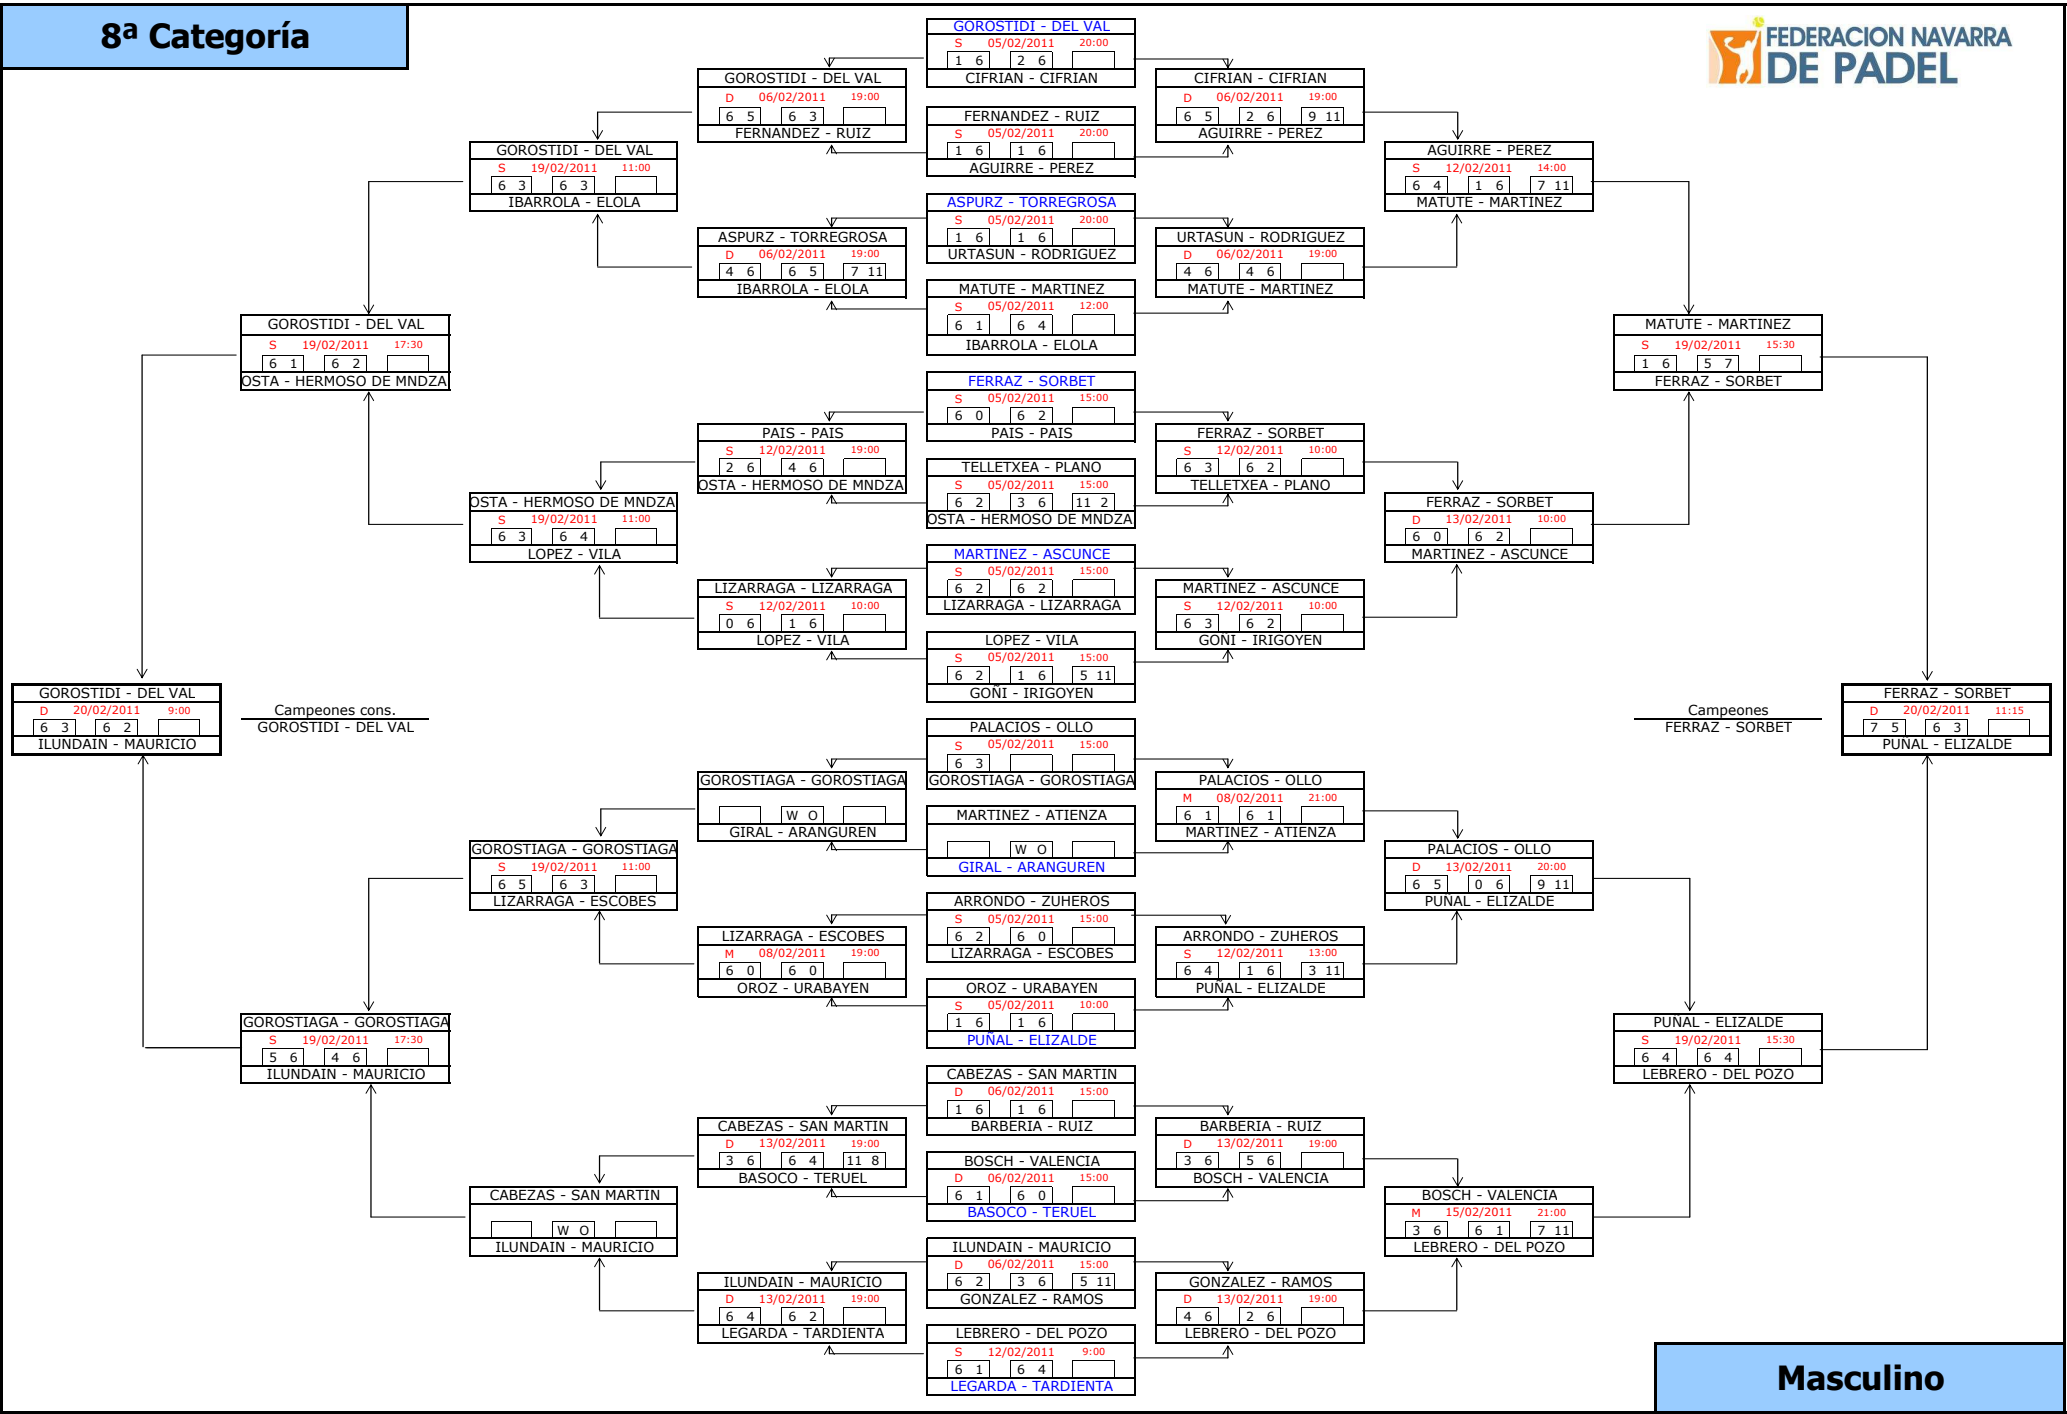 8ª Categoría
FEDERACION NAVARRA
DE PADEL
GOROSTIDI - DEL VAL
S 05/02/2011 20:00
1 6 2 6
CIFRIAN - CIFRIAN
FERNANDEZ - RUIZ
S 05/02/2011 20:00
1 6 1 6
AGUIRRE - PEREZ
ASPURZ - TORREGROSA
S 05/02/2011 20:00
1 6 1 6
URTASUN - RODRIGUEZ
MATUTE - MARTINEZ
S 05/02/2011 12:00
6 1 6 4
IBARROLA - ELOLA
FERRAZ - SORBET
S 05/02/2011 15:00
6 0 6 2
PAIS - PAIS
TELLETXEA - PLANO
S 05/02/2011 15:00
6 2 3 6 11 2
OSTA - HERMOSO DE MNDZA
MARTINEZ - ASCUNCE
S 05/02/2011 15:00
6 2 6 2
LIZARRAGA - LIZARRAGA
LOPEZ - VILA
S 05/02/2011 15:00
6 2 1 6 5 11
GOÑI - IRIGOYEN
PALACIOS - OLLO
S 05/02/2011 15:00
6 3
GOROSTIAGA - GOROSTIAGA
MARTINEZ - ATIENZA
W O
GIRAL - ARANGUREN
ARRONDO - ZUHEROS
S 05/02/2011 15:00
6 2 6 0
LIZARRAGA - ESCOBES
OROZ - URABAYEN
S 05/02/2011 10:00
1 6 1 6
PUÑAL - ELIZALDE
CABEZAS - SAN MARTIN
D 06/02/2011 15:00
1 6 1 6
BARBERIA - RUIZ
BOSCH - VALENCIA
D 06/02/2011 15:00
6 1 6 0
BASOCO - TERUEL
ILUNDAIN - MAURICIO
D 06/02/2011 15:00
6 2 3 6 5 11
GONZALEZ - RAMOS
LEBRERO - DEL POZO
S 12/02/2011 9:00
6 1 6 4
LEGARDA - TARDIENTA
GOROSTIDI - DEL VAL
D 06/02/2011 19:00
6 5 6 3
FERNANDEZ - RUIZ
ASPURZ - TORREGROSA
D 06/02/2011 19:00
4 6 6 5 7 11
IBARROLA - ELOLA
PAIS - PAIS
S 12/02/2011 19:00
2 6 4 6
OSTA - HERMOSO DE MNDZA
LIZARRAGA - LIZARRAGA
S 12/02/2011 10:00
0 6 1 6
LOPEZ - VILA
GOROSTIAGA - GOROSTIAGA
W O
GIRAL - ARANGUREN
LIZARRAGA - ESCOBES
M 08/02/2011 19:00
6 0 6 0
OROZ - URABAYEN
CABEZAS - SAN MARTIN
D 13/02/2011 19:00
3 6 6 4 11 8
BASOCO - TERUEL
ILUNDAIN - MAURICIO
D 13/02/2011 19:00
6 4 6 2
LEGARDA - TARDIENTA
GOROSTIDI - DEL VAL
S 19/02/2011 11:00
6 3 6 3
IBARROLA - ELOLA
OSTA - HERMOSO DE MNDZA
S 19/02/2011 11:00
6 3 6 4
LOPEZ - VILA
GOROSTIAGA - GOROSTIAGA
S 19/02/2011 11:00
6 5 6 3
LIZARRAGA - ESCOBES
CABEZAS - SAN MARTIN
W O
ILUNDAIN - MAURICIO
GOROSTIDI - DEL VAL
S 19/02/2011 17:30
6 1 6 2
OSTA - HERMOSO DE MNDZA
GOROSTIAGA - GOROSTIAGA
S 19/02/2011 17:30
5 6 4 6
ILUNDAIN - MAURICIO
GOROSTIDI - DEL VAL
D 20/02/2011 9:00
6 3 6 2
ILUNDAIN - MAURICIO
Campeones cons.
GOROSTIDI - DEL VAL
CIFRIAN - CIFRIAN
D 06/02/2011 19:00
6 5 2 6 9 11
AGUIRRE - PEREZ
URTASUN - RODRIGUEZ
D 06/02/2011 19:00
4 6 4 6
MATUTE - MARTINEZ
FERRAZ - SORBET
S 12/02/2011 10:00
6 3 6 2
TELLETXEA - PLANO
MARTINEZ - ASCUNCE
S 12/02/2011 10:00
6 3 6 2
GOÑI - IRIGOYEN
PALACIOS - OLLO
M 08/02/2011 21:00
6 1 6 1
MARTINEZ - ATIENZA
ARRONDO - ZUHEROS
S 12/02/2011 13:00
6 4 1 6 3 11
PUÑAL - ELIZALDE
BARBERIA - RUIZ
D 13/02/2011 19:00
3 6 5 6
BOSCH - VALENCIA
GONZALEZ - RAMOS
D 13/02/2011 19:00
4 6 2 6
LEBRERO - DEL POZO
AGUIRRE - PEREZ
S 12/02/2011 14:00
6 4 1 6 7 11
MATUTE - MARTINEZ
FERRAZ - SORBET
D 13/02/2011 10:00
6 0 6 2
MARTINEZ - ASCUNCE
PALACIOS - OLLO
D 13/02/2011 20:00
6 5 0 6 9 11
PUÑAL - ELIZALDE
BOSCH - VALENCIA
M 15/02/2011 21:00
3 6 6 1 7 11
LEBRERO - DEL POZO
MATUTE - MARTINEZ
S 19/02/2011 15:30
1 6 5 7
FERRAZ - SORBET
PUÑAL - ELIZALDE
S 19/02/2011 15:30
6 4 6 4
LEBRERO - DEL POZO
Campeones
FERRAZ - SORBET
FERRAZ - SORBET
D 20/02/2011 11:15
7 5 6 3
PUÑAL - ELIZALDE
Masculino